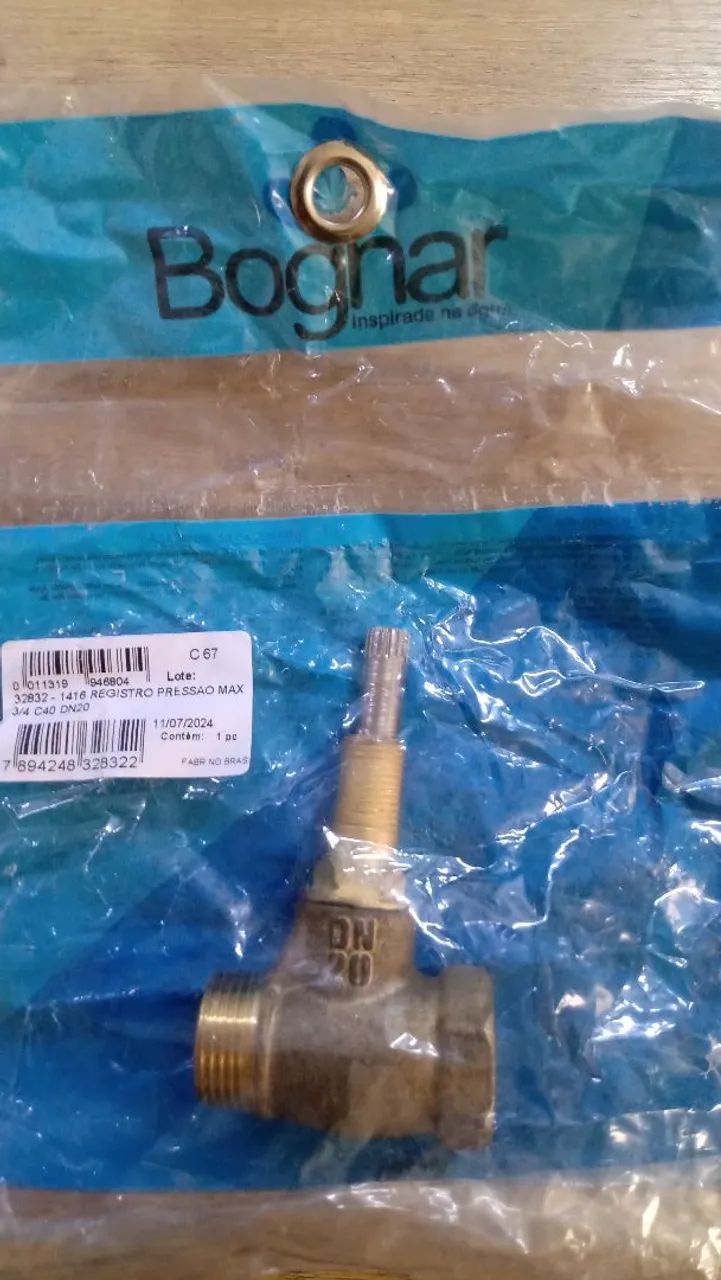 Bognar
inspirada na água
C 67
0 011319 946804 Lote:
32832 - 1416 REGISTRO PRESSAO MAX
3/4 C40 DN20
11/07/2024
Contém: 1 pc
7 894248 328322
FABR NO BRAS
DN
20